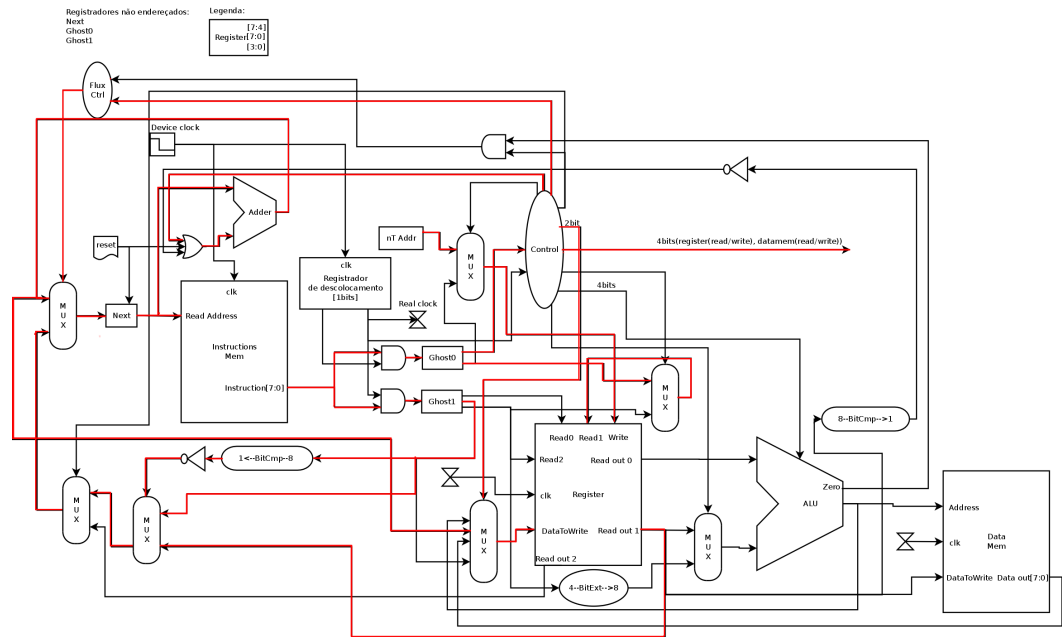 Registradores não endereçados:
Next
Ghost0
Ghost1
Legenda:
[7:4]
Register[7:0]
[3:0]
Flux
Ctrl
Device clock
Adder
reset
nT Addr
M
U
X
Control
2bit
4bits(register(read/write), datamem(read/write))
4bits
clk
Registrador
de descolocamento
[1bits]
Real clock
M
U
X
Next
clk
Read Address
Instructions
Mem
Instruction[7:0]
Ghost0
Ghost1
M
U
X
8--BitCmp-->1
1<--BitCmp--8
Read0 Read1 Write
Read2
Read out 0
clk
Register
DataToWrite
Read out 1
Read out 2
M
U
X
M
U
X
M
U
X
M
U
X
4--BitExt-->8
Zero
ALU
Address
clk
Data
Mem
DataToWrite Data out[7:0]